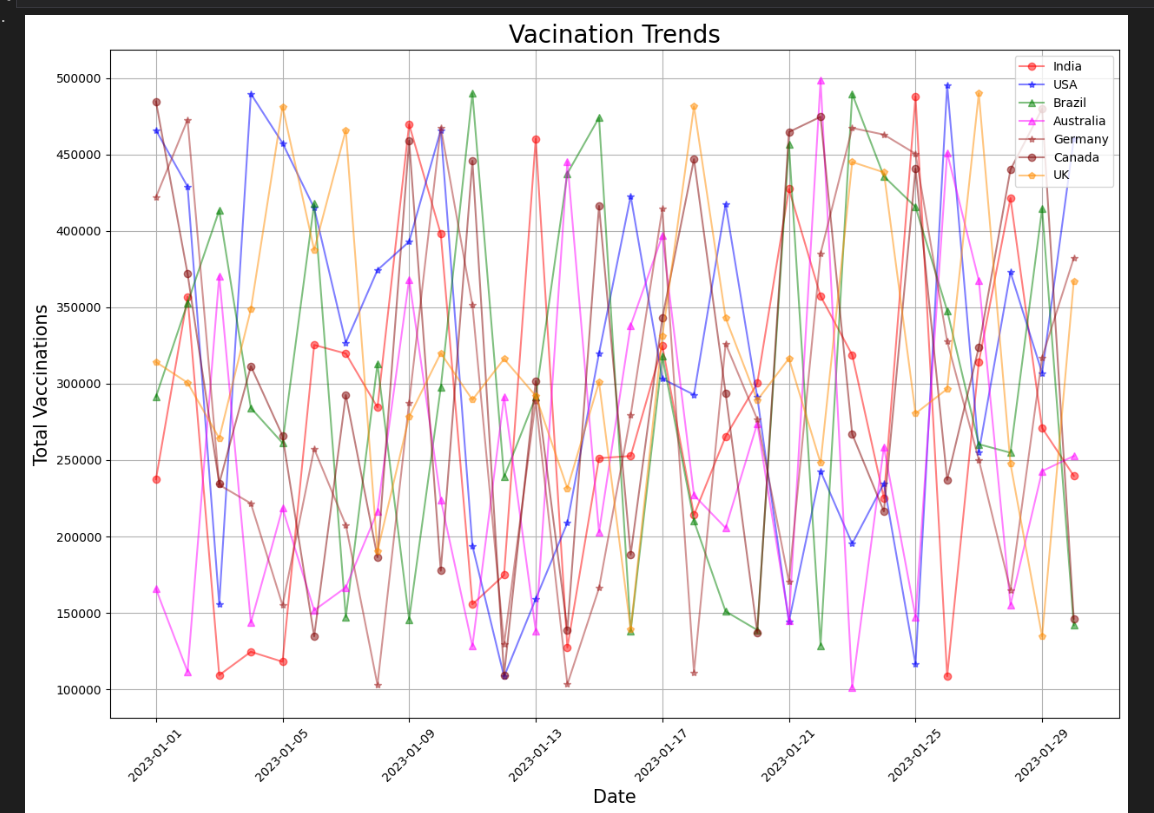 Vacination Trends
India
USA
Brazil
Australia
Germany
Canada
UK
500000
450000
400000
350000
300000
250000
200000
150000
100000
Total Vaccinations
2023-01-01
2023-01-05
2023-01-09
2023-01-13
2023-01-17
2023-01-21
2023-01-25
2023-01-29
Date